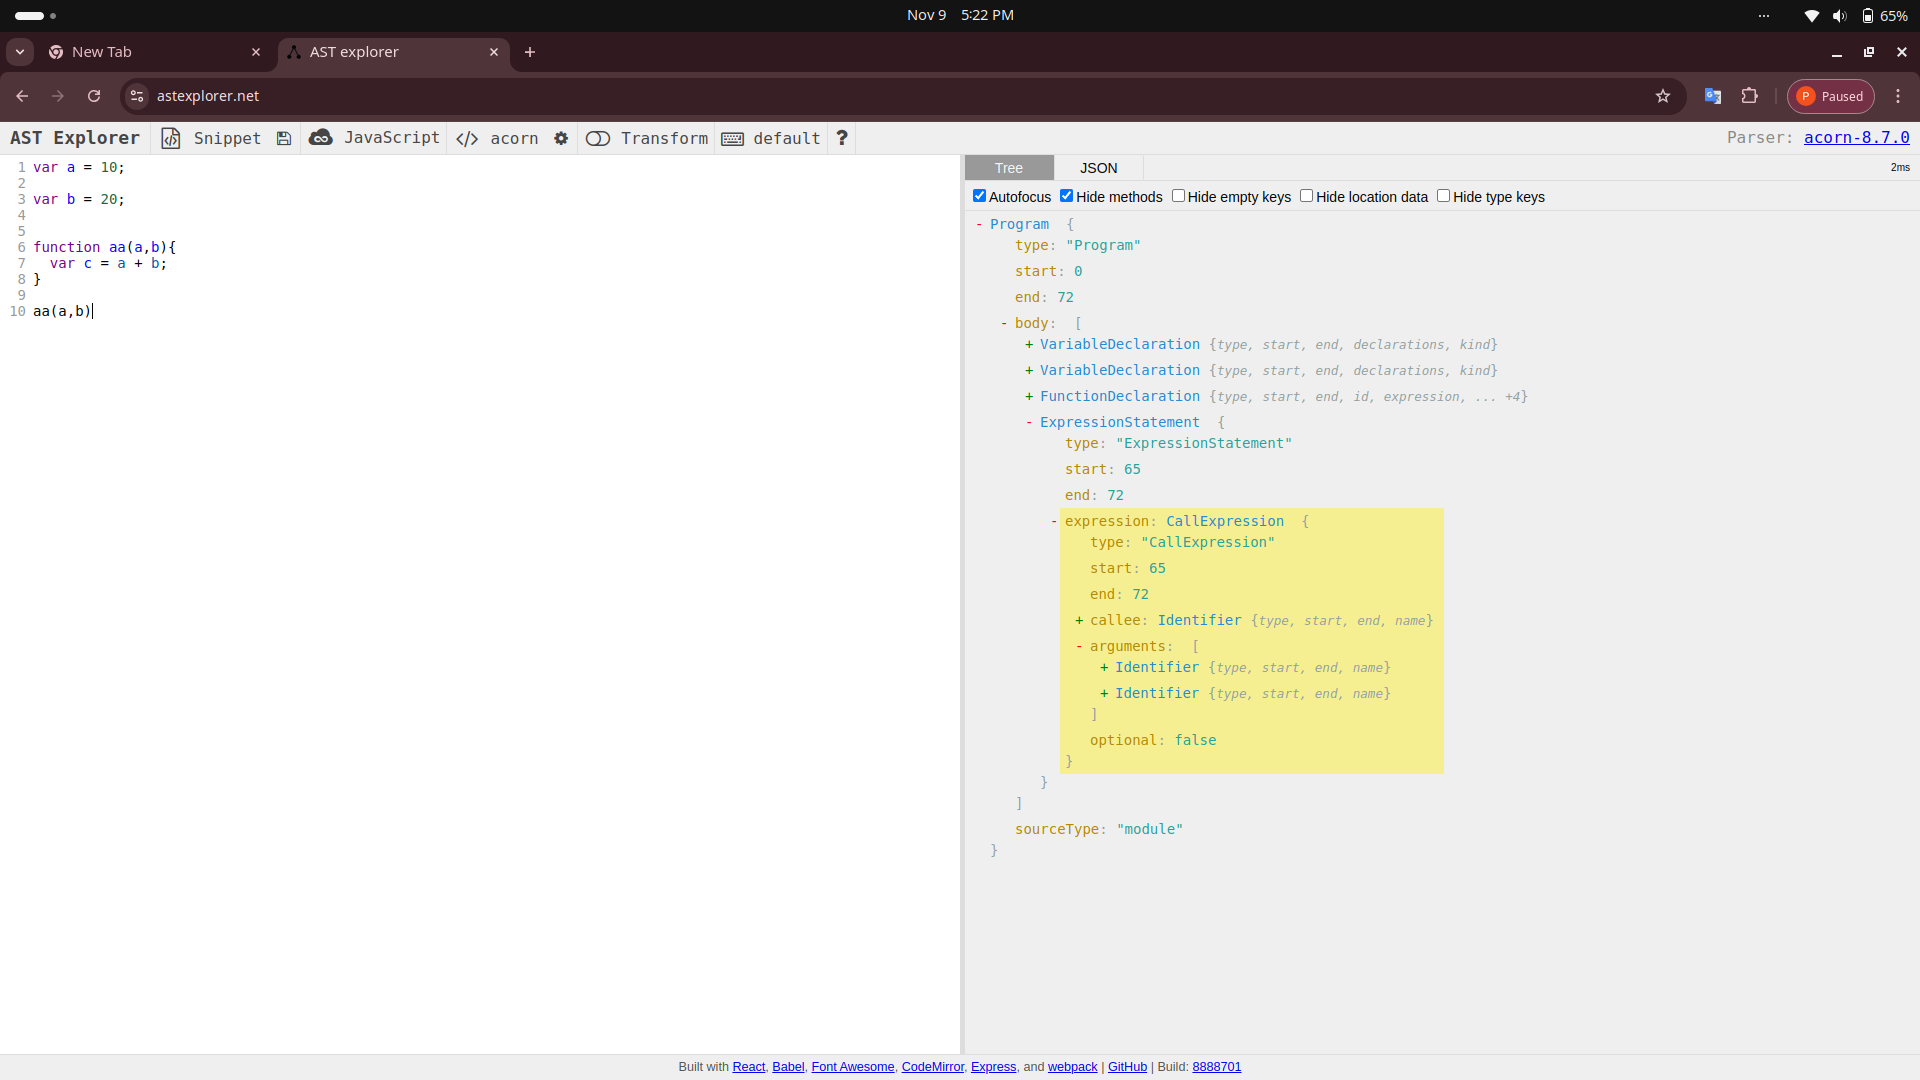 Nov 9 5:22 PM
65%
New Tab
AST explorer
astexplorer.net
P Paused
AST Explorer Snippet JavaScript </> acorn Transform default ? Parser: acorn-8.7.0
1 var a = 10;
2
3 var b = 20;
4
5
6 function aa(a,b){
7 var c = a + b;
8 }
9
10 aa(a,b)
Tree JSON 2ms
Autofocus Hide methods Hide empty keys Hide location data Hide type keys
- Program {
type: "Program"
start: 0
end: 72
- body: [
+ VariableDeclaration {type, start, end, declarations, kind}
+ VariableDeclaration {type, start, end, declarations, kind}
+ FunctionDeclaration {type, start, end, id, expression, ... +4}
- ExpressionStatement {
type: "ExpressionStatement"
start: 65
end: 72
- expression: CallExpression {
type: "CallExpression"
start: 65
end: 72
+ callee: Identifier {type, start, end, name}
- arguments: [
+ Identifier {type, start, end, name}
+ Identifier {type, start, end, name}
]
optional: false
}
}
]
sourceType: "module"
}
Built with React, Babel, Font Awesome, CodeMirror, Express, and webpack | GitHub | Build: 8888701